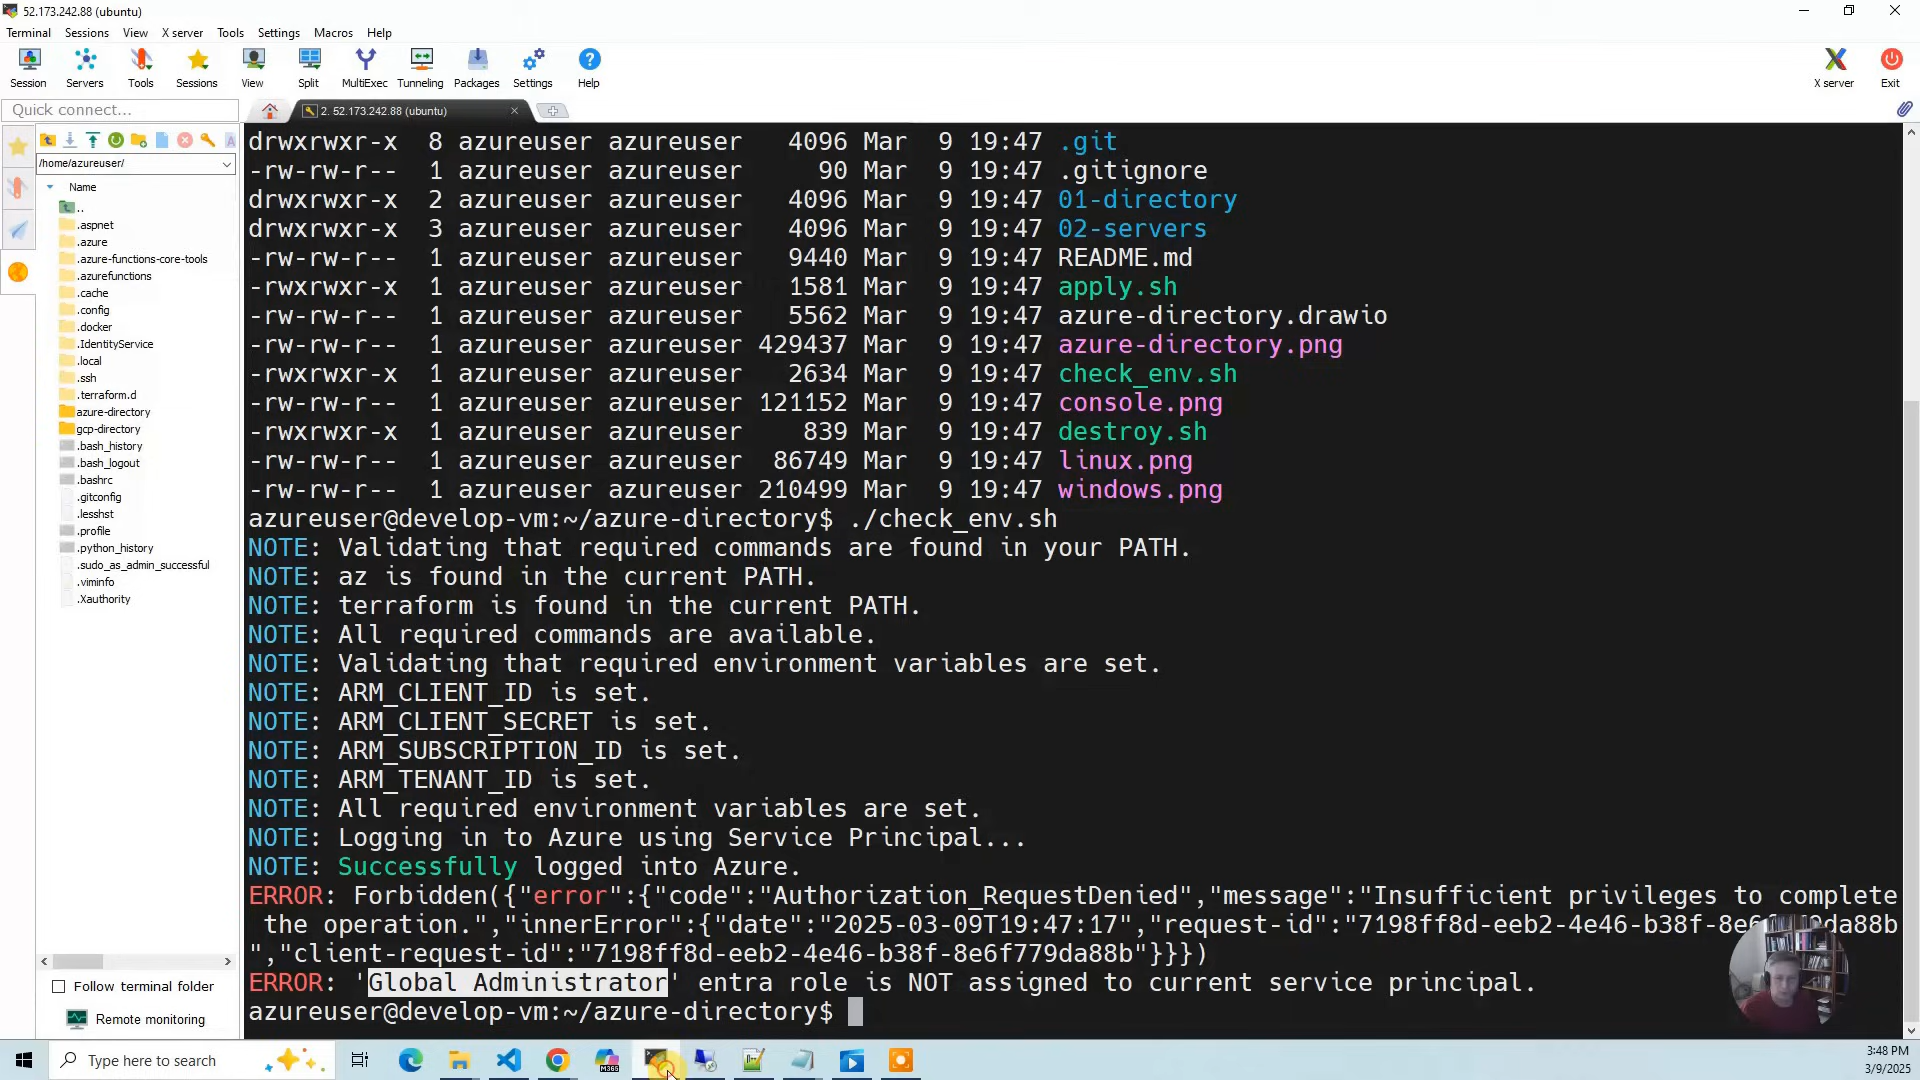 52.173.242.88 (ubuntu)
Terminal Sessions View X server Tools Settings Macros Help
Session Servers Tools Sessions View Split MultiExec Tunneling Packages Settings Help X server Exit
Quick connect...
2. 52.173.242.88 (ubuntu)
/home/azureuser/
Name
..
.aspnet
.azure
.azure-functions-core-tools
.azurefunctions
.cache
.config
.docker
.IdentityService
.local
.ssh
.terraform.d
azure-directory
gcp-directory
.bash_history
.bash_logout
.bashrc
.gitconfig
.lesshst
.profile
.python_history
.sudo_as_admin_successful
.viminfo
.Xauthority
Follow terminal folder
Remote monitoring
drwxrwxr-x 8 azureuser azureuser 4096 Mar 9 19:47 .git
-rw-rw-r-- 1 azureuser azureuser 90 Mar 9 19:47 .gitignore
drwxrwxr-x 2 azureuser azureuser 4096 Mar 9 19:47 01-directory
drwxrwxr-x 3 azureuser azureuser 4096 Mar 9 19:47 02-servers
-rw-rw-r-- 1 azureuser azureuser 9440 Mar 9 19:47 README.md
-rwxrwxr-x 1 azureuser azureuser 1581 Mar 9 19:47 apply.sh
-rw-rw-r-- 1 azureuser azureuser 5562 Mar 9 19:47 azure-directory.drawio
-rw-rw-r-- 1 azureuser azureuser 429437 Mar 9 19:47 azure-directory.png
-rwxrwxr-x 1 azureuser azureuser 2634 Mar 9 19:47 check_env.sh
-rw-rw-r-- 1 azureuser azureuser 121152 Mar 9 19:47 console.png
-rwxrwxr-x 1 azureuser azureuser 839 Mar 9 19:47 destroy.sh
-rw-rw-r-- 1 azureuser azureuser 86749 Mar 9 19:47 linux.png
-rw-rw-r-- 1 azureuser azureuser 210499 Mar 9 19:47 windows.png
azureuser@develop-vm:~/azure-directory$ ./check_env.sh
NOTE: Validating that required commands are found in your PATH.
NOTE: az is found in the current PATH.
NOTE: terraform is found in the current PATH.
NOTE: All required commands are available.
NOTE: Validating that required environment variables are set.
NOTE: ARM_CLIENT_ID is set.
NOTE: ARM_CLIENT_SECRET is set.
NOTE: ARM_SUBSCRIPTION_ID is set.
NOTE: ARM_TENANT_ID is set.
NOTE: All required environment variables are set.
NOTE: Logging in to Azure using Service Principal...
NOTE: Successfully logged into Azure.
ERROR: Forbidden({"error":{"code":"Authorization_RequestDenied","message":"Insufficient privileges to complete
the operation.","innerError":{"date":"2025-03-09T19:47:17","request-id":"7198ff8d-eeb2-4e46-b38f-
","client-request-id":"7198ff8d-eeb2-4e46-b38f-8e6f779da88b"}}})
ERROR: 'Global Administrator' entra role is NOT assigned to current service principal.
azureuser@develop-vm:~/azure-directory$
Type here to search
3:48 PM
3/9/2025